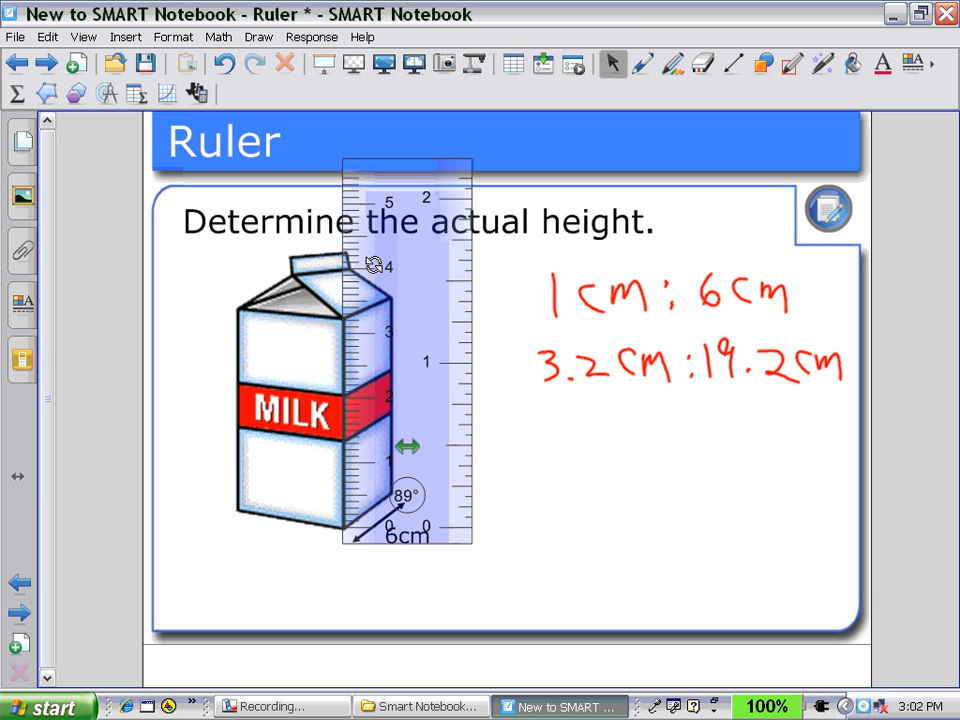 New to SMART Notebook - Ruler * - SMART Notebook
File Edit View Insert Format Math Draw Response Help
Ruler
Determine the actual height.
5 2
4
3
1
2
1
0 0
89°
6cm
MILK
1cm : 6cm
3.2cm : 19.2cm
start
Recording...
Smart Notebook...
New to SMART ...
100%
3:02 PM